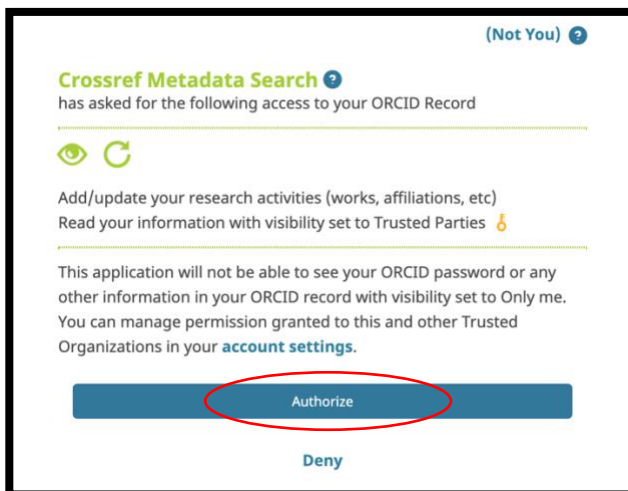 (Not You)
Crossref Metadata Search
has asked for the following access to your ORCID Record
Add/update your research activities (works, affiliations, etc)
Read your information with visibility set to Trusted Parties
This application will not be able to see your ORCID password or any
other information in your ORCID record with visibility set to Only me.
You can manage permission granted to this and other Trusted
Organizations in your account settings.
Authorize
Deny